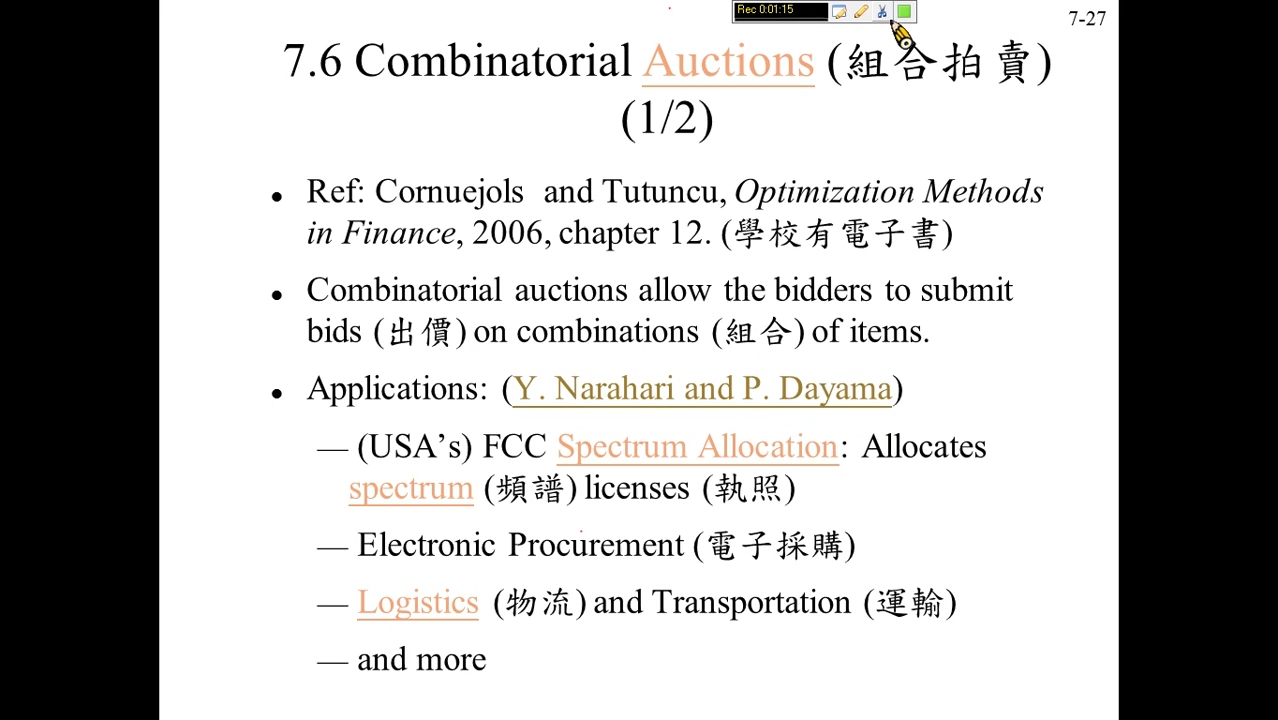 Rec 0:01:15
7-27
7.6 Combinatorial Auctions (組合拍賣)
(1/2)
● Ref: Cornuejols and Tutuncu, Optimization Methods
in Finance, 2006, chapter 12. (學校有電子書)
● Combinatorial auctions allow the bidders to submit
bids (出價) on combinations (組合) of items.
● Applications: (Y. Narahari and P. Dayama)
— (USA’s) FCC Spectrum Allocation: Allocates
spectrum (頻譜) licenses (執照)
— Electronic Procurement (電子採購)
— Logistics (物流) and Transportation (運輸)
— and more